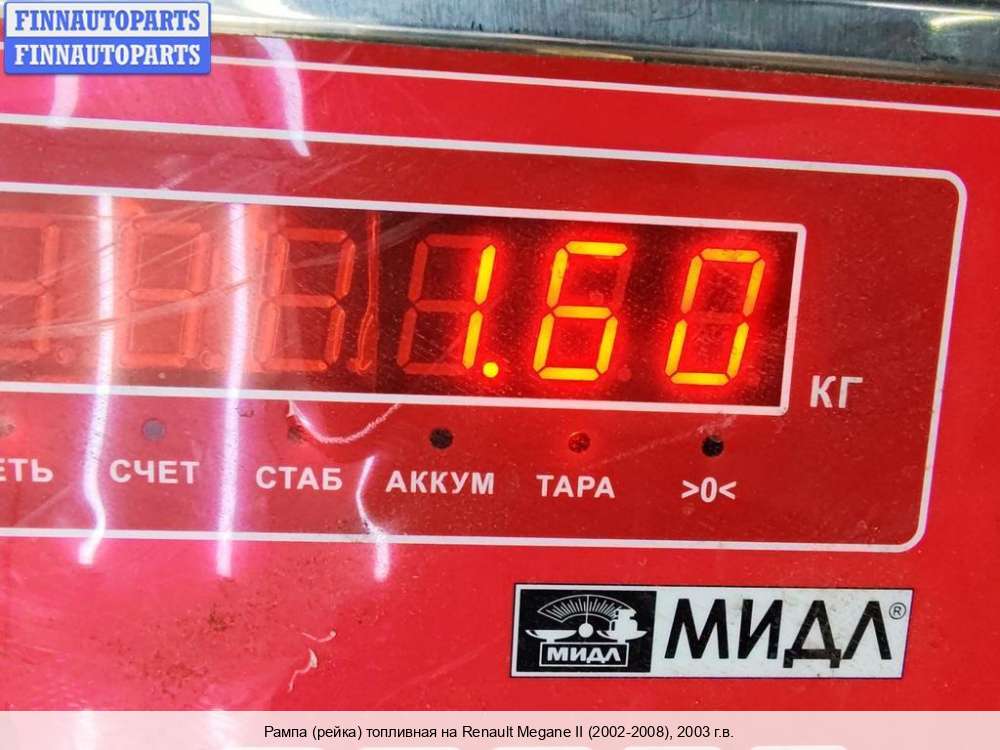 FINNAUTOPARTS
FINNAUTOPARTS
1.60
КГ
ЕТЬ СЧЕТ СТАБ АККУМ ТАРА >0<
МИДЛ МИДЛ®
Рампа (рейка) топливная на Renault Megane II (2002-2008), 2003 г.в.